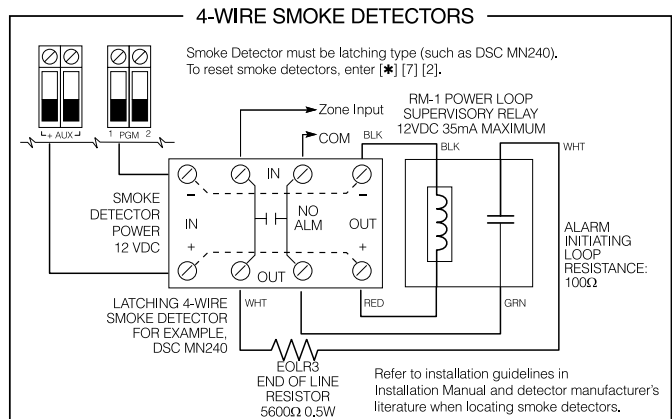 4-WIRE SMOKE DETECTORS
Smoke Detector must be latching type (such as DSC MN240).
To reset smoke detectors, enter [✱] [7] [2].
+ AUX -
1 PGM 2
Zone Input
COM
BLK
RM-1 POWER LOOP
SUPERVISORY RELAY
12VDC 35mA MAXIMUM
BLK
WHT
SMOKE
DETECTOR
POWER
12 VDC
IN
-
-
IN
+
NO
ALM
OUT
+
OUT
ALARM
INITIATING
LOOP
RESISTANCE:
100Ω
LATCHING 4-WIRE
SMOKE DETECTOR
FOR EXAMPLE,
DSC MN240
WHT
RED
GRN
EOLR3
END OF LINE
RESISTOR
5600Ω 0.5W
Refer to installation guidelines in
Installation Manual and detector manufacturer's
literature when locating smoke detectors.